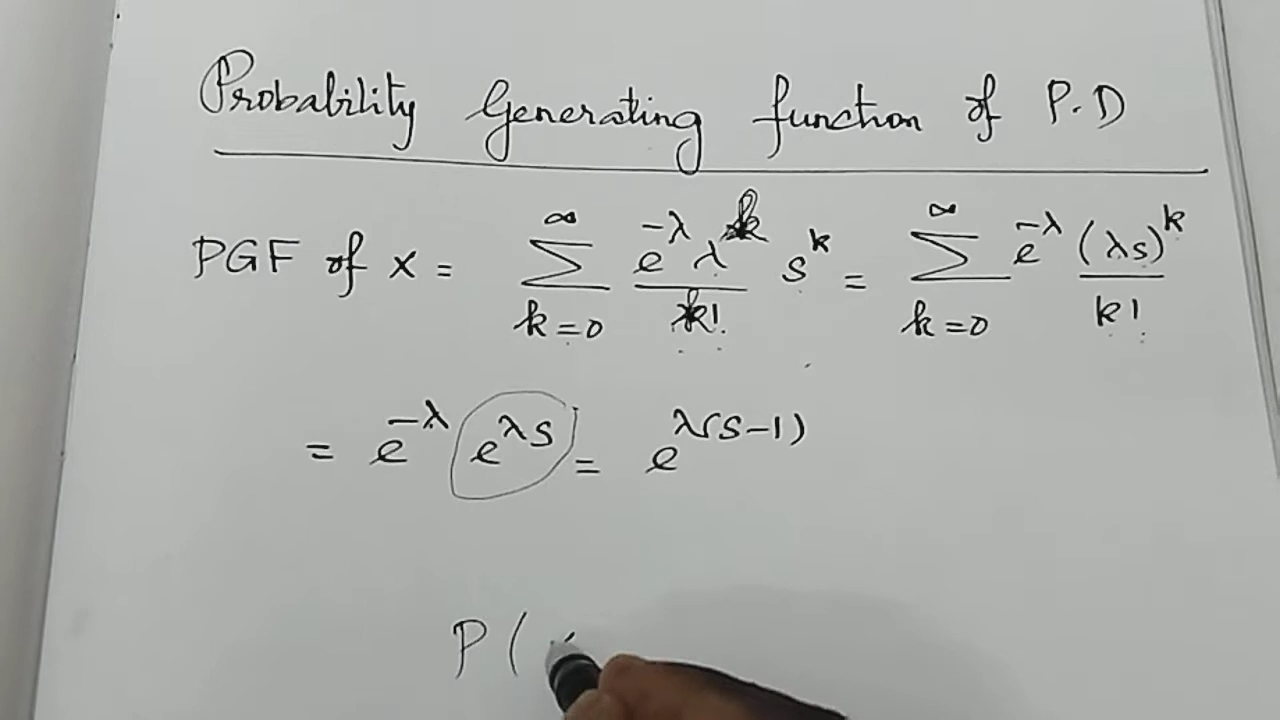 Probability Generating function of P.D
PGF of X = ∞∑k=0 e^-λ λ^k / k! s^k = ∞∑k=0 e^-λ (λs)^k / k!
= e^-λ e^λs = e^λ(s-1)
P (